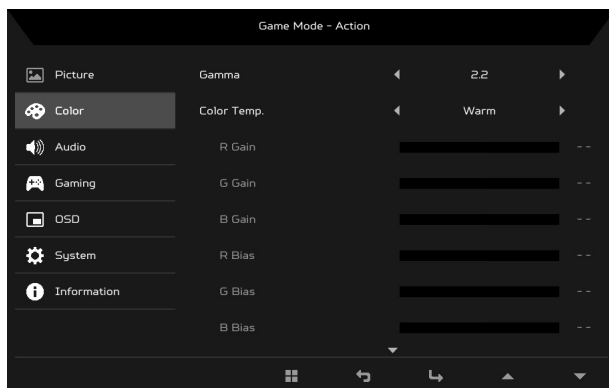 Game Mode - Action
Picture
Gamma 2.2
Color
Color Temp. Warm
Audio
R Gain --
Gaming
G Gain --
OSD
B Gain --
System
R Bias --
Information
G Bias --
B Bias --